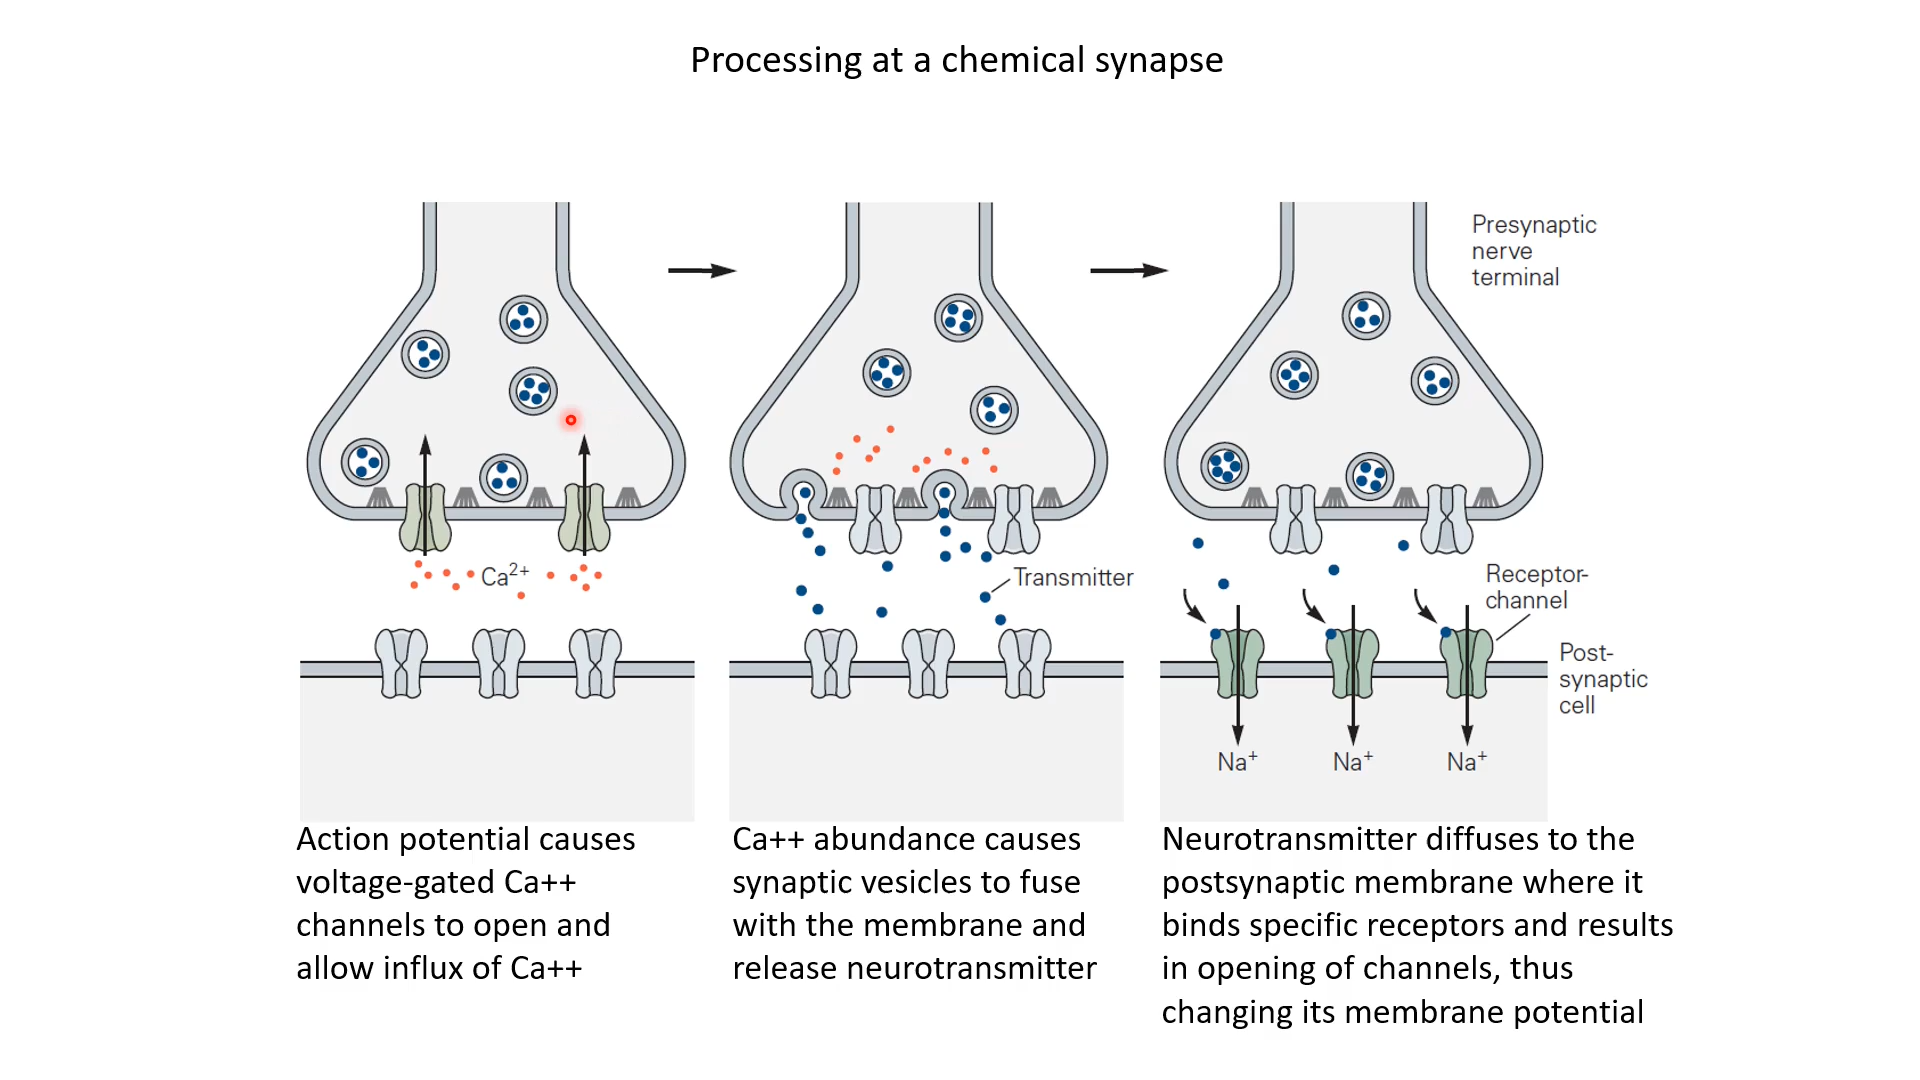 Processing at a chemical synapse
Presynaptic
nerve
terminal
Ca²⁺
Transmitter
Receptor-
channel
Post-
synaptic
cell
Na⁺
Na⁺
Na⁺
Action potential causes
voltage-gated Ca++
channels to open and
allow influx of Ca++
Ca++ abundance causes
synaptic vesicles to fuse
with the membrane and
release neurotransmitter
Neurotransmitter diffuses to the
postsynaptic membrane where it
binds specific receptors and results
in opening of channels, thus
changing its membrane potential